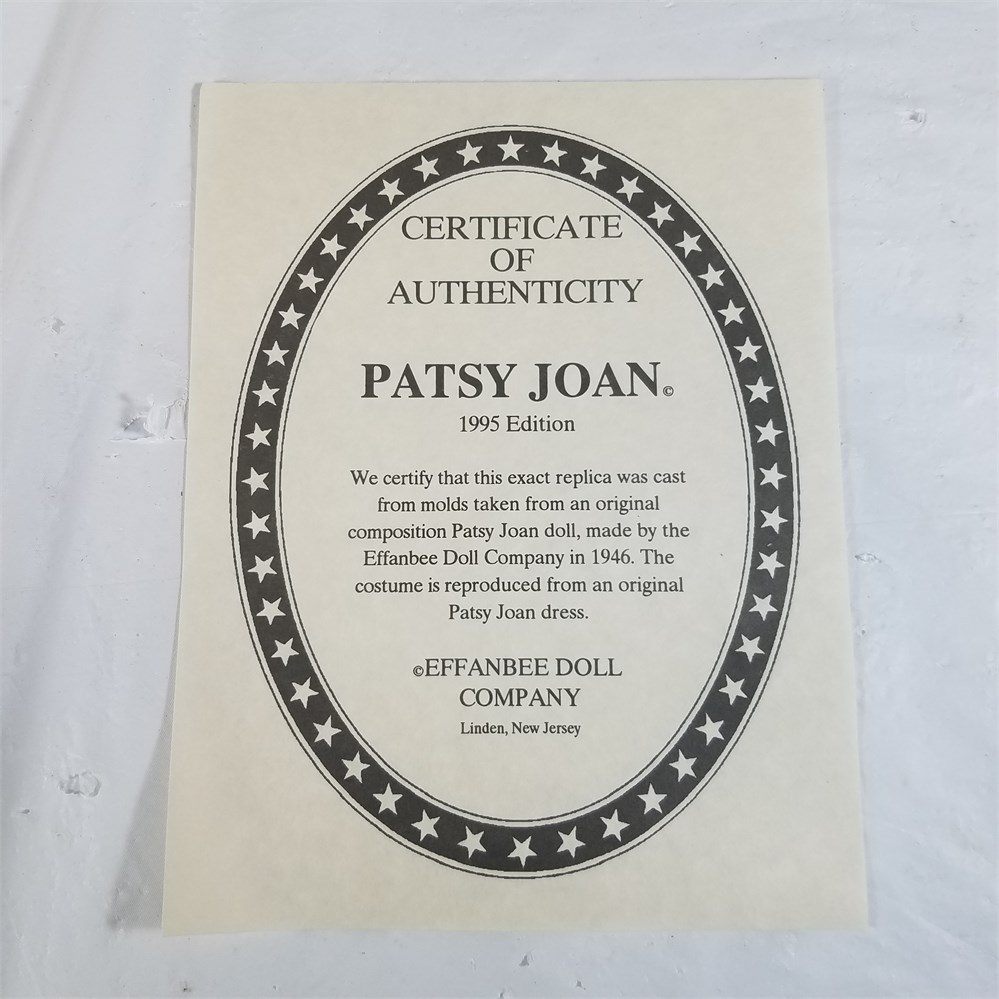 CERTIFICATE
OF
AUTHENTICITY
PATSY JOAN©
1995 Edition
We certify that this exact replica was cast
from molds taken from an original
composition Patsy Joan doll, made by the
Effanbee Doll Company in 1946. The
costume is reproduced from an original
Patsy Joan dress.
©EFFANBEE DOLL
COMPANY
Linden, New Jersey